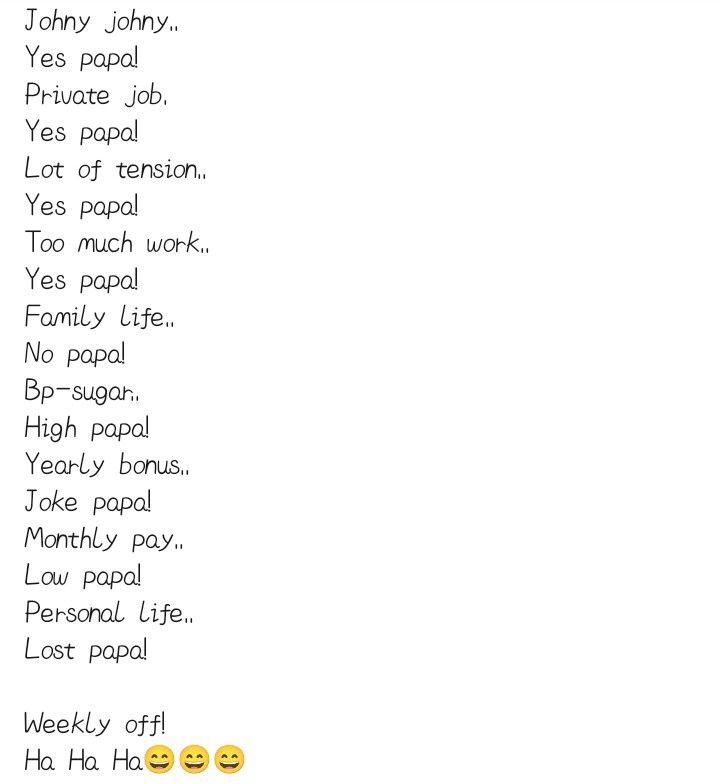 Johny johny,,
Yes papa!
Private job,
Yes papa!
Lot of tension,,
Yes papa!
Too much work,,
Yes papa!
Family life,,
No papa!
Bp-sugar,,
High papa!
Yearly bonus,,
Joke papa!
Monthly pay,,
Low papa!
Personal life,,
Lost papa!
Weekly off!
Ha Ha Ha😄😄😄